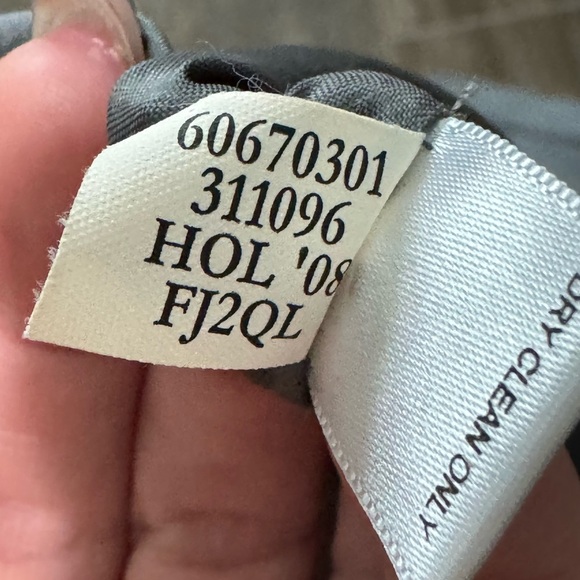 60670301
311096
HOL '08
FJ2QL
DRY CLEAN ONLY